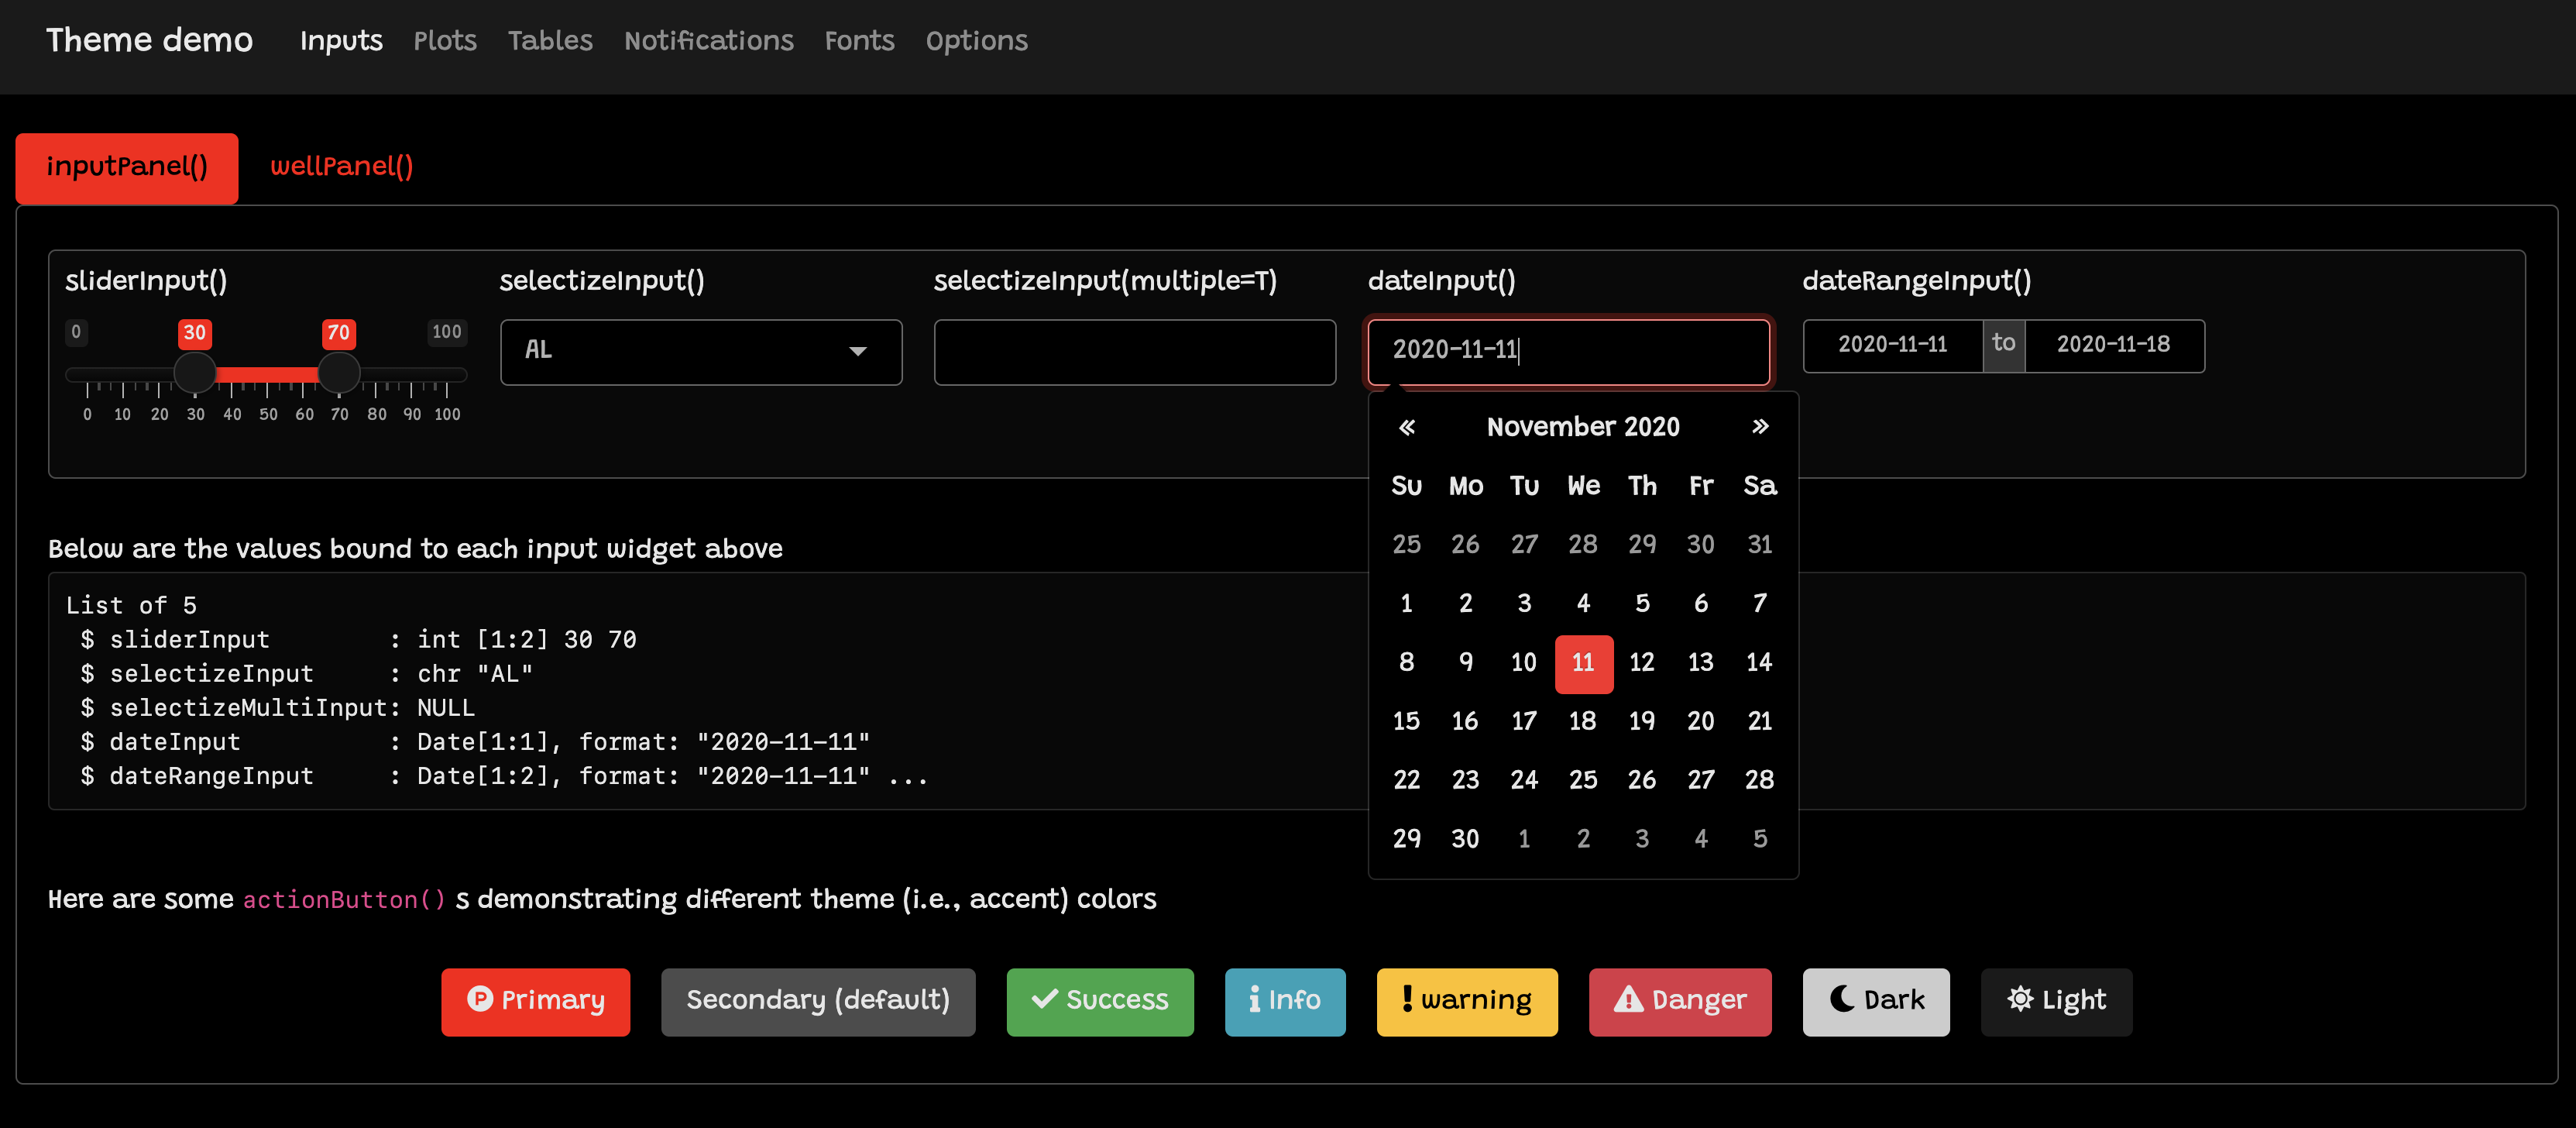 Theme demo Inputs Plots Tables Notifications Fonts Options
inputPanel() wellPanel()
sliderInput() selectizeInput() selectizeInput(multiple=T) dateInput() dateRangeInput()
0 30 70 100
0 10 20 30 40 50 60 70 80 90 100
AL
2020-11-11
2020-11-11 to 2020-11-18
« November 2020 »
Su Mo Tu We Th Fr Sa
25 26 27 28 29 30 31
1 2 3 4 5 6 7
8 9 10 11 12 13 14
15 16 17 18 19 20 21
22 23 24 25 26 27 28
29 30 1 2 3 4 5
Below are the values bound to each input widget above
List of 5
$ sliderInput : int [1:2] 30 70
$ selectizeInput : chr "AL"
$ selectizeMultiInput: NULL
$ dateInput : Date[1:1], format: "2020-11-11"
$ dateRangeInput : Date[1:2], format: "2020-11-11" ...
Here are some actionButton() s demonstrating different theme (i.e., accent) colors
Primary Secondary (default) Success Info warning Danger Dark Light